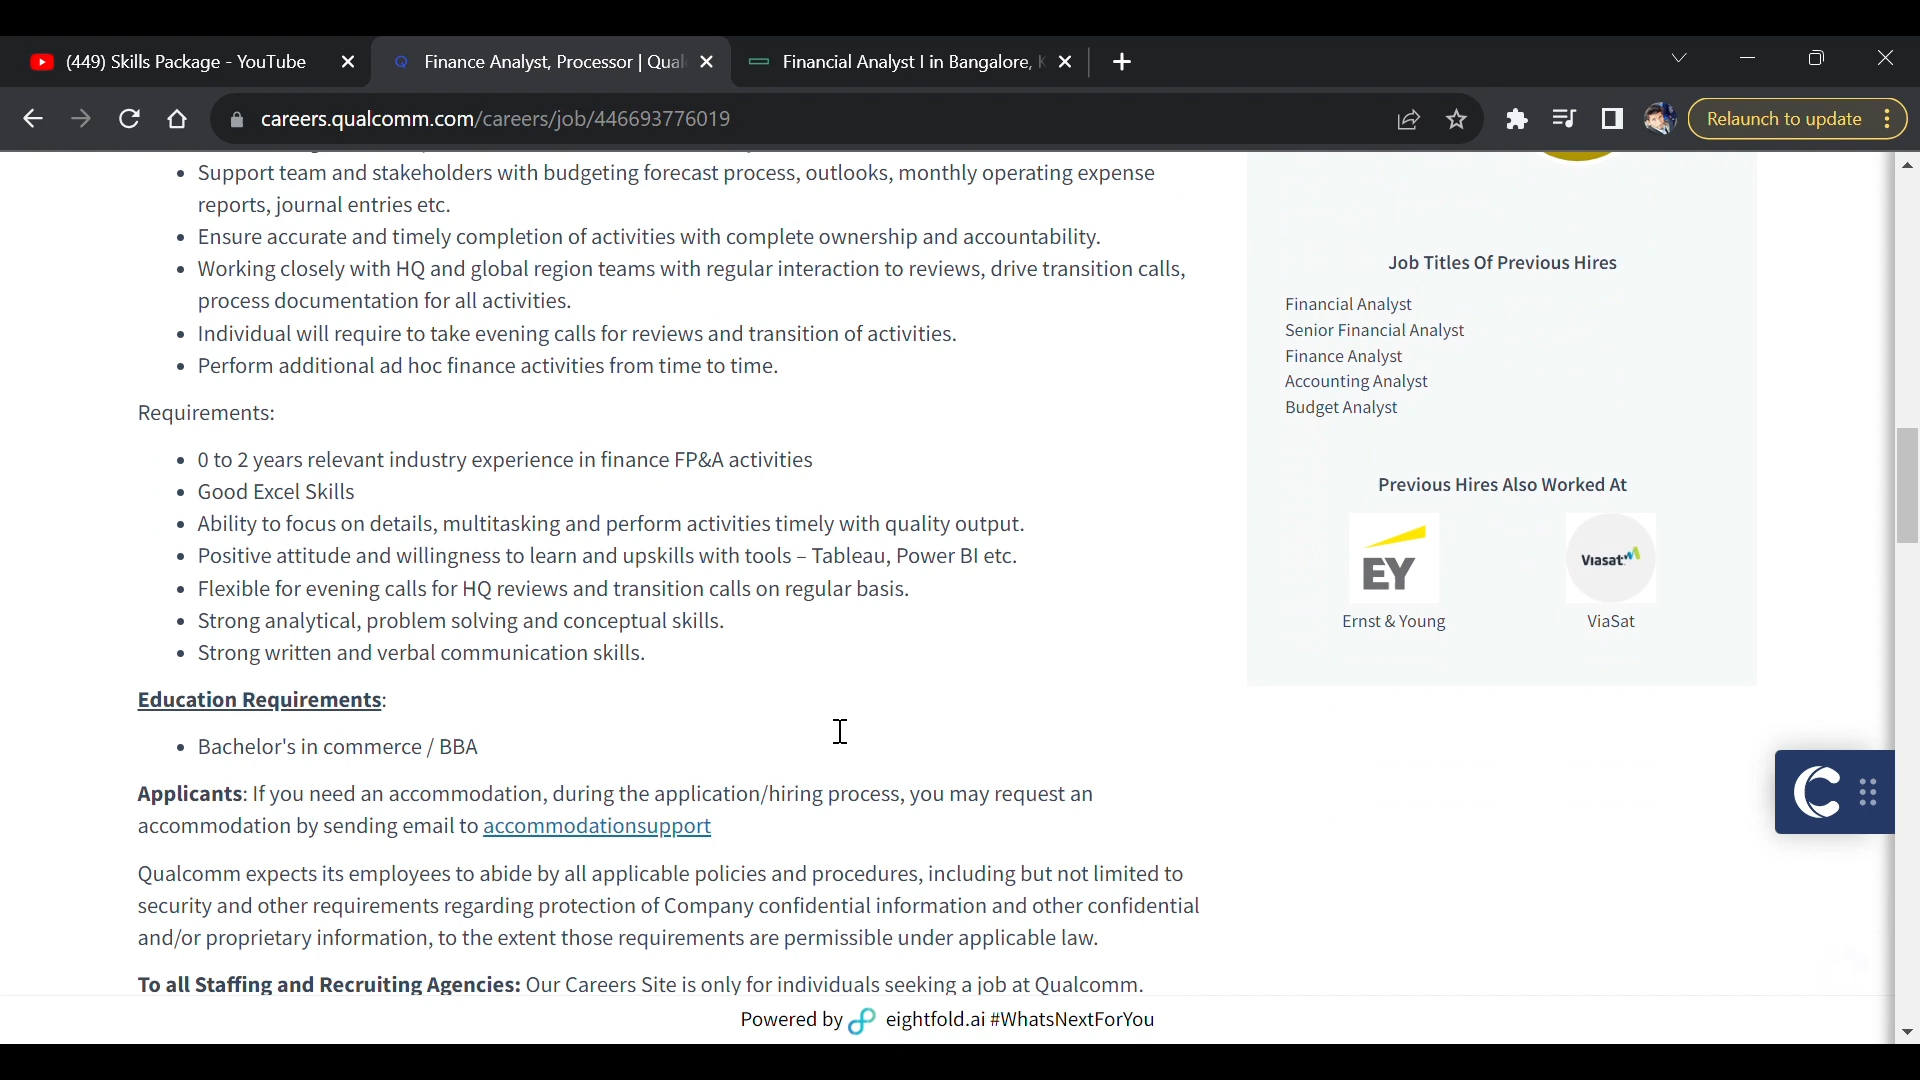 (449) Skills Package - YouTube
Finance Analyst, Processor | Qual
Financial Analyst I in Bangalore, K
careers.qualcomm.com/careers/job/446693776019
Relaunch to update
Support team and stakeholders with budgeting forecast process, outlooks, monthly operating expense
reports, journal entries etc.
Ensure accurate and timely completion of activities with complete ownership and accountability.
Working closely with HQ and global region teams with regular interaction to reviews, drive transition calls,
process documentation for all activities.
Individual will require to take evening calls for reviews and transition of activities.
Perform additional ad hoc finance activities from time to time.
Requirements:
0 to 2 years relevant industry experience in finance FP&A activities
Good Excel Skills
Ability to focus on details, multitasking and perform activities timely with quality output.
Positive attitude and willingness to learn and upskills with tools – Tableau, Power BI etc.
Flexible for evening calls for HQ reviews and transition calls on regular basis.
Strong analytical, problem solving and conceptual skills.
Strong written and verbal communication skills.
Education Requirements:
Bachelor's in commerce / BBA
Applicants: If you need an accommodation, during the application/hiring process, you may request an
accommodation by sending email to accommodationsupport
Qualcomm expects its employees to abide by all applicable policies and procedures, including but not limited to
security and other requirements regarding protection of Company confidential information and other confidential
and/or proprietary information, to the extent those requirements are permissible under applicable law.
To all Staffing and Recruiting Agencies: Our Careers Site is only for individuals seeking a job at Qualcomm.
Job Titles Of Previous Hires
Financial Analyst
Senior Financial Analyst
Finance Analyst
Accounting Analyst
Budget Analyst
Previous Hires Also Worked At
EY
Viasat
Ernst & Young
ViaSat
Powered by eightfold.ai #WhatsNextForYou